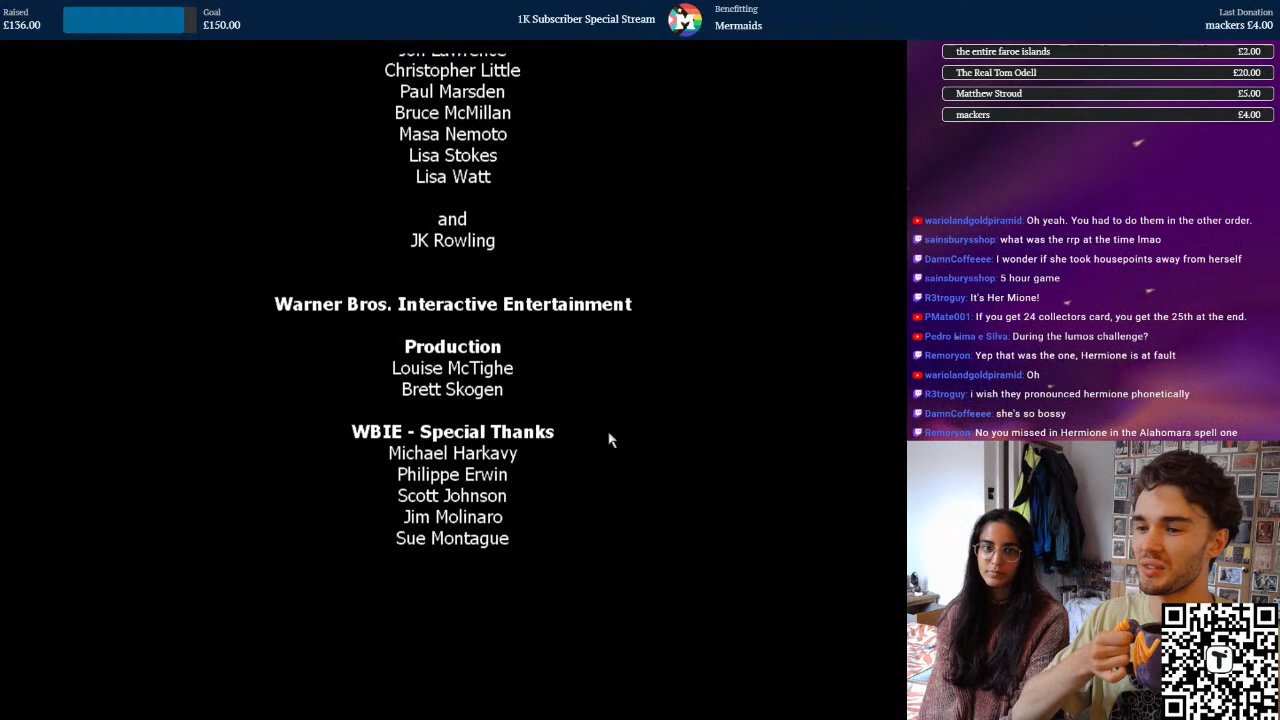 Raised
£136.00
Goal
£150.00
1K Subscriber Special Stream
M
Benefitting
Mermaids
Last Donation
mackers £4.00
Jon Lawrence
Christopher Little
Paul Marsden
Bruce McMillan
Masa Nemoto
Lisa Stokes
Lisa Watt
and
JK Rowling
Warner Bros. Interactive Entertainment
Production
Louise McTighe
Brett Skogen
WBIE - Special Thanks
Michael Harkavy
Philippe Erwin
Scott Johnson
Jim Molinaro
Sue Montague
the entire faroe islands £2.00
The Real Tom Odell £20.00
Matthew Stroud £5.00
mackers £4.00
wariolandgoldpiramid: Oh yeah. You had to do them in the other order.
sainsburysshop: what was the rrp at the time lmao
DamnCoffeeee: I wonder if she took housepoints away from herself
sainsburysshop: 5 hour game
R3troguy: It's Her Mione!
PMate001: If you get 24 collectors card, you get the 25th at the end.
Pedro Lima e Silva: During the lumos challenge?
Remoryon: Yep that was the one, Hermione is at fault
wariolandgoldpiramid: Oh
R3troguy: i wish they pronounced hermione phonetically
DamnCoffeeee: she's so bossy
Remoryon: No you missed in Hermione in the Alahomara spell one
T